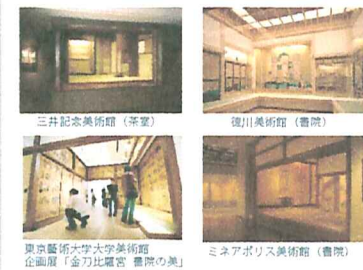 三井記念美術館（茶室）
徳川美術館（書院）
東京藝術大学大学美術館
企画展「金刀比羅宮 書院の美」
ミネアポリス美術館（書院）